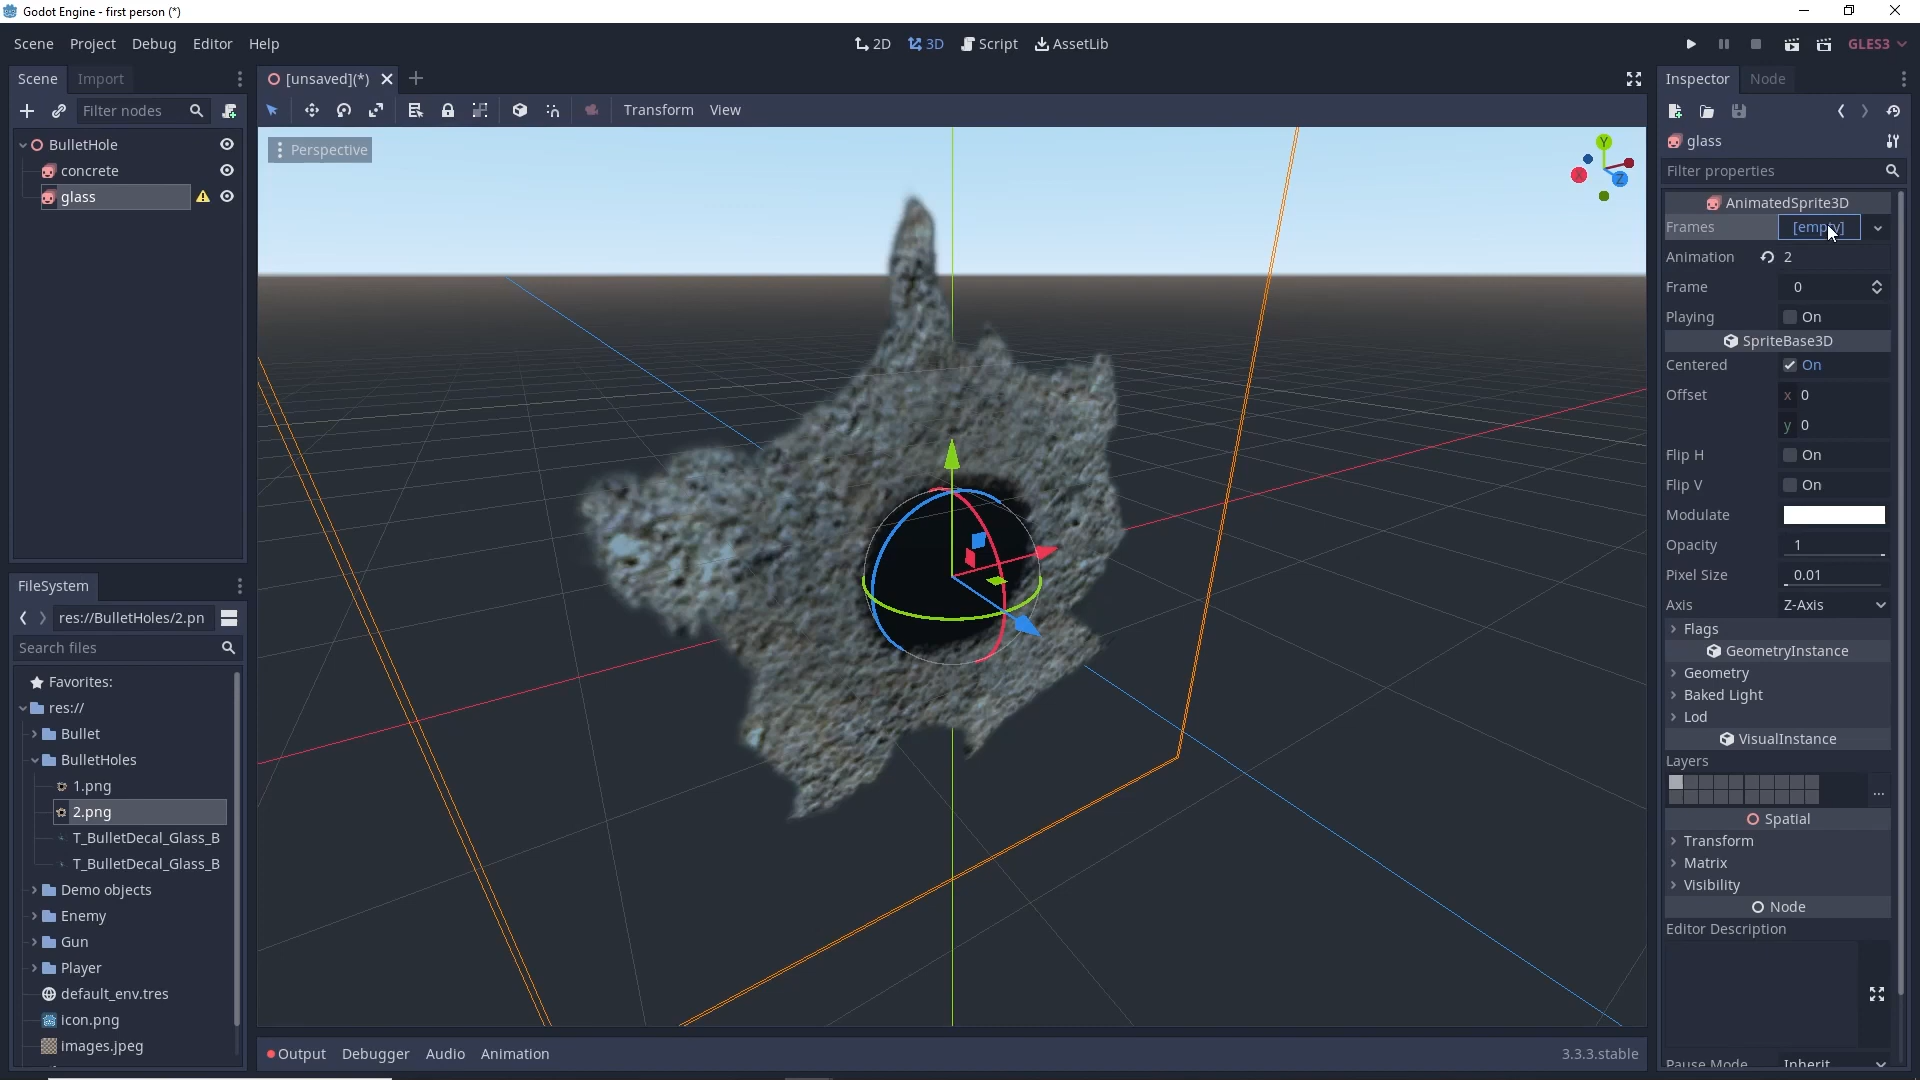 Godot Engine - first person (*)
Scene Project Debug Editor Help
2D 3D Script AssetLib
GLES3
Scene Import
[unsaved](*)
Inspector Node
Filter nodes
Transform View
BulletHole
concrete
glass
Perspective
Y
X
Z
glass
Filter properties
AnimatedSprite3D
Frames [empty]
Animation 2
Frame 0
Playing On
SpriteBase3D
Centered On
Offset x 0
y 0
Flip H On
Flip V On
Modulate
Opacity 1
Pixel Size 0.01
Axis Z-Axis
Flags
GeometryInstance
Geometry
Baked Light
Lod
VisualInstance
Layers
...
Spatial
Transform
Matrix
Visibility
Node
Editor Description
Pause Mode Inherit
FileSystem
res://BulletHoles/2.pn
Search files
Favorites:
res://
Bullet
BulletHoles
1.png
2.png
T_BulletDecal_Glass_B
T_BulletDecal_Glass_B
Demo objects
Enemy
Gun
Player
default_env.tres
icon.png
images.jpeg
Output Debugger Audio Animation
3.3.3.stable